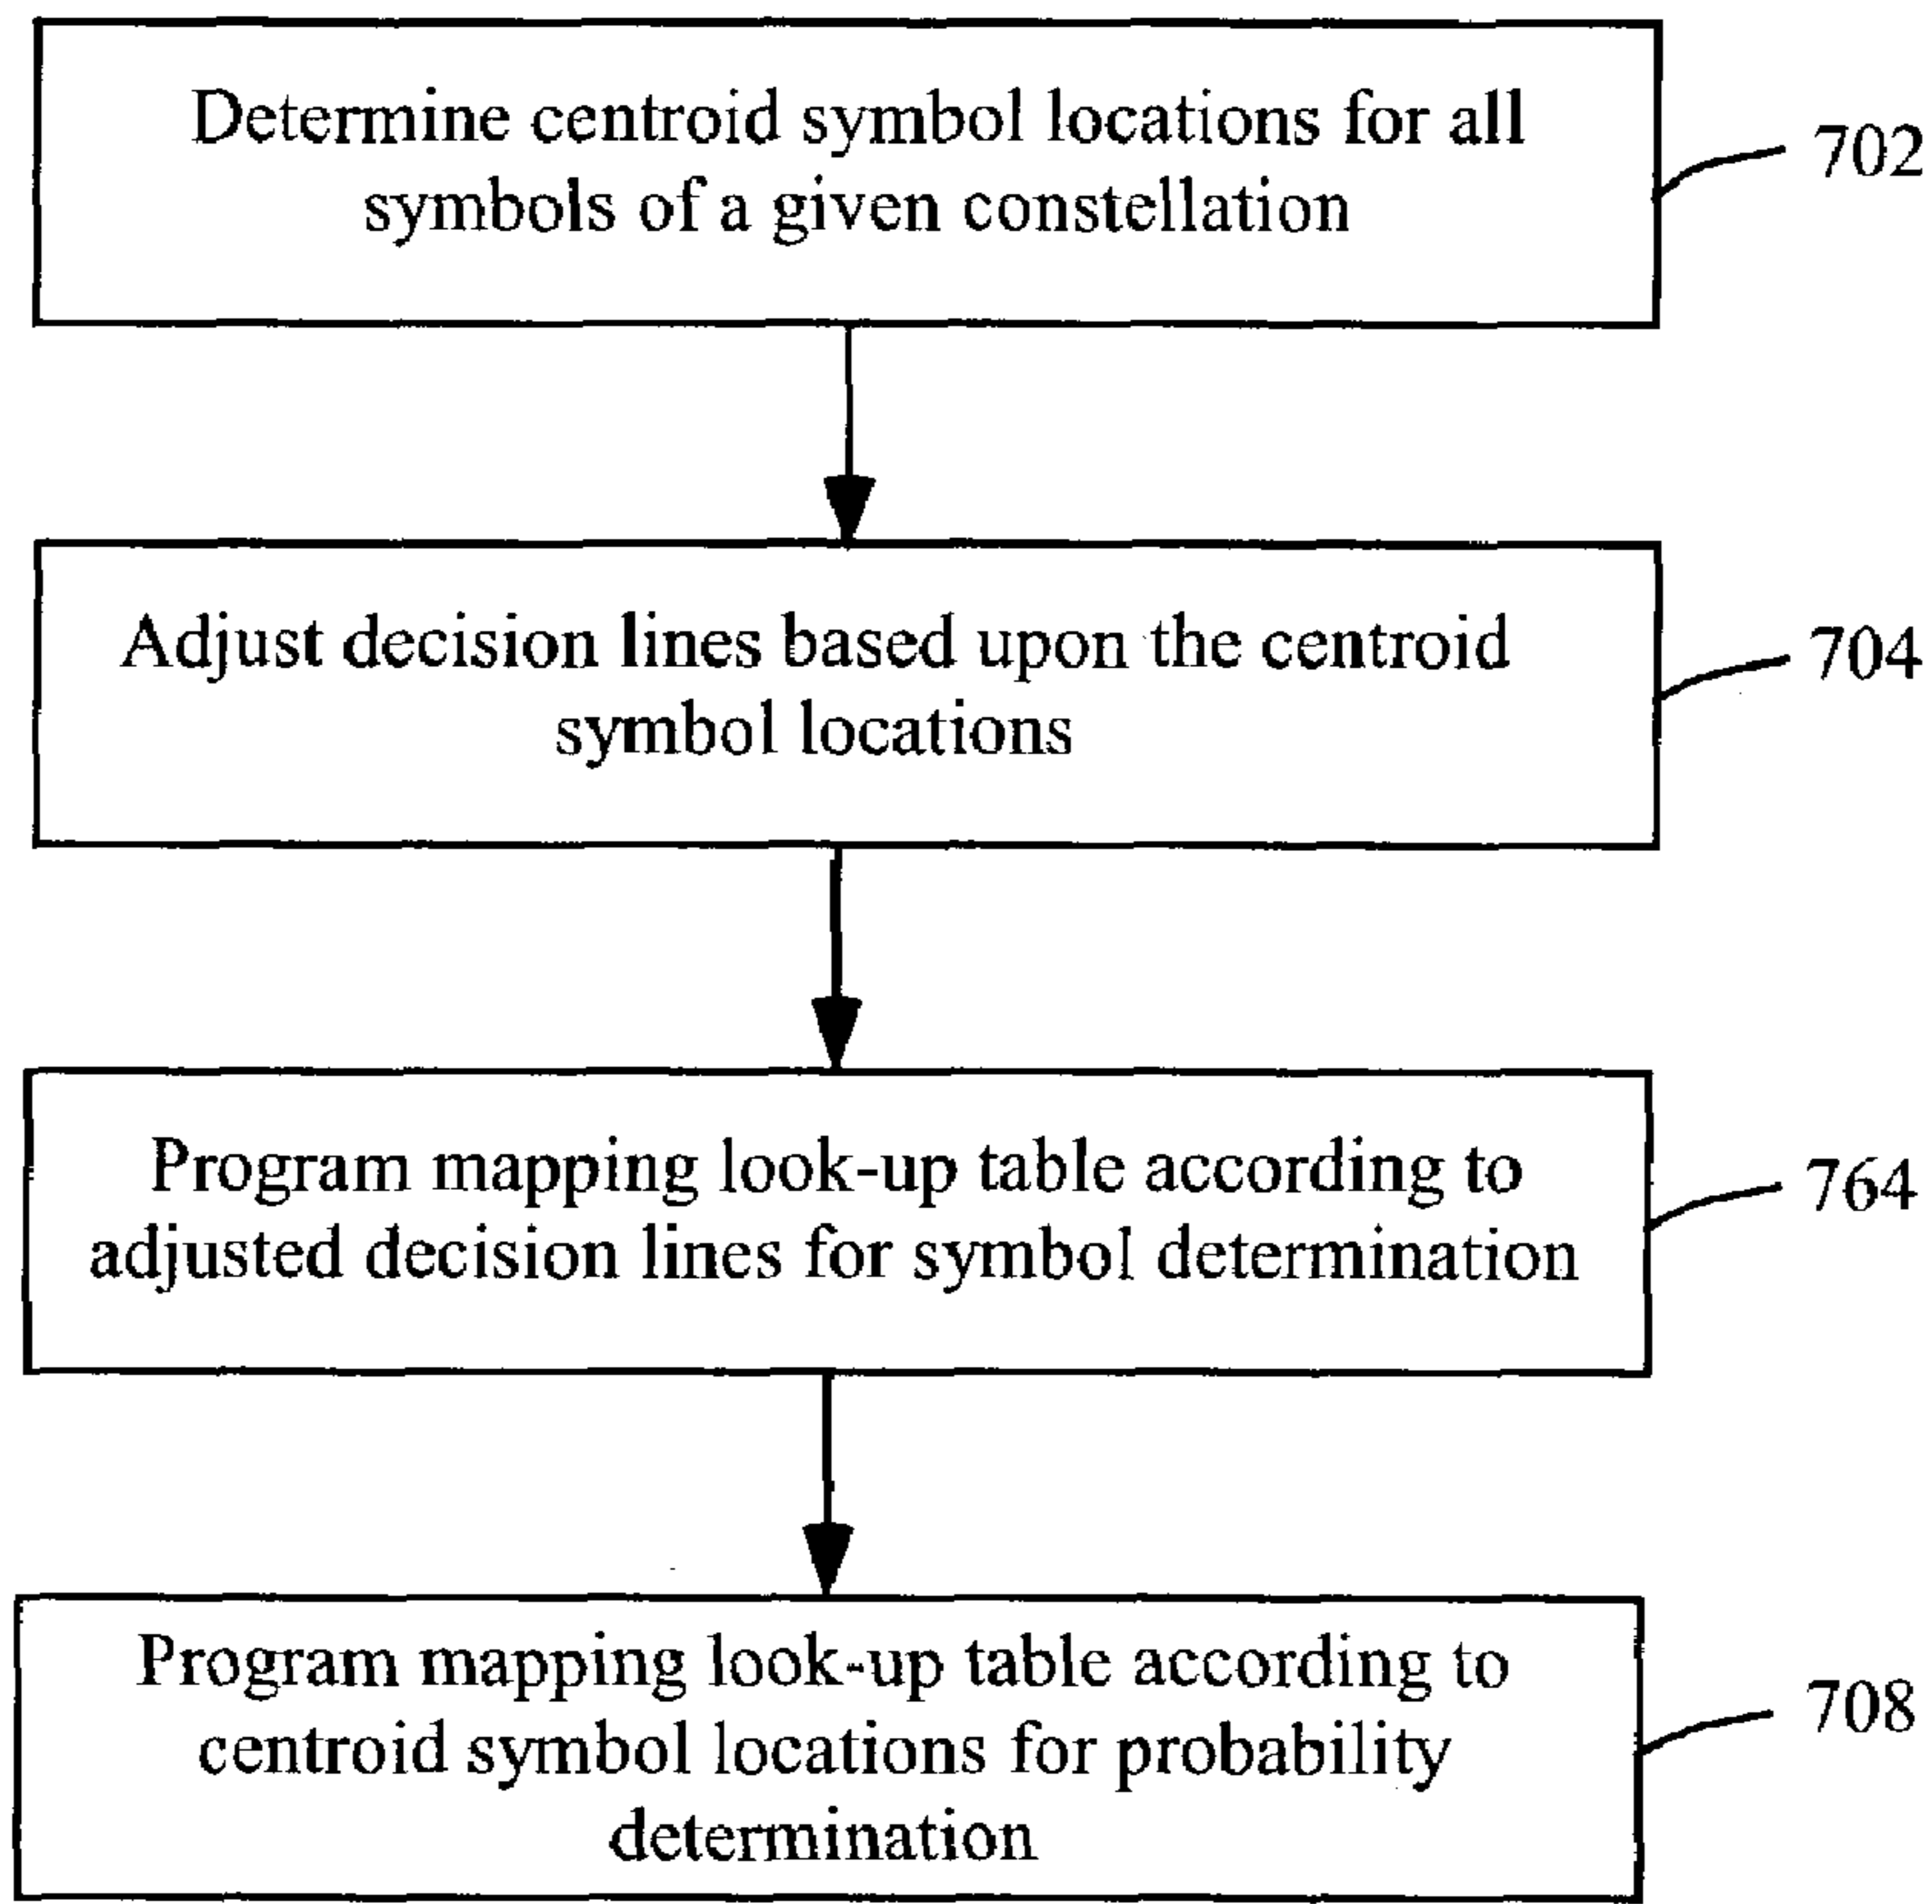 Determine centroid symbol locations for all
symbols of a given constellation
702
Adjust decision lines based upon the centroid
symbol locations
704
Program mapping look-up table according to
adjusted decision lines for symbol determination
764
Program mapping look-up table according to
centroid symbol locations for probability
determination
708